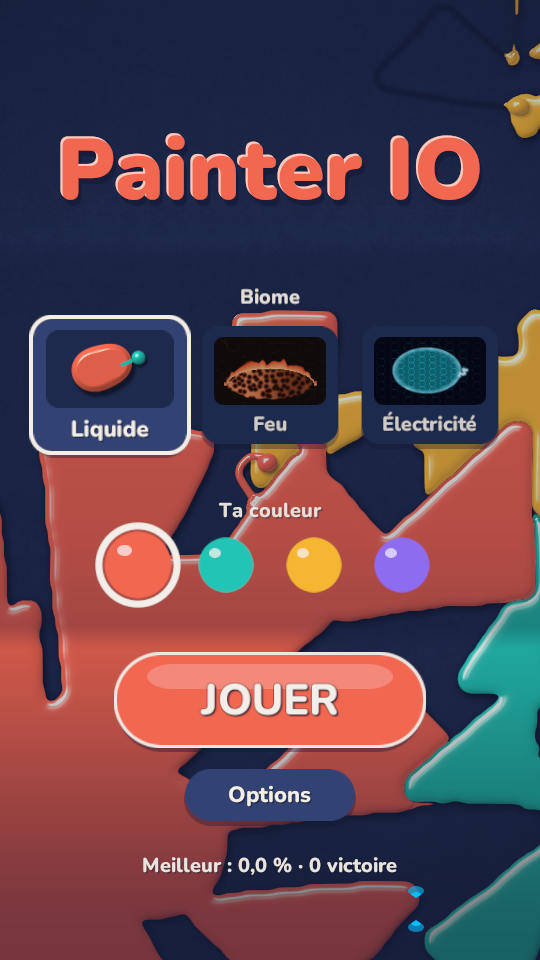 Painter IO
Biome
Liquide
Feu
Électricité
Ta couleur
JOUER
Options
Meilleur : 0,0 % · 0 victoire